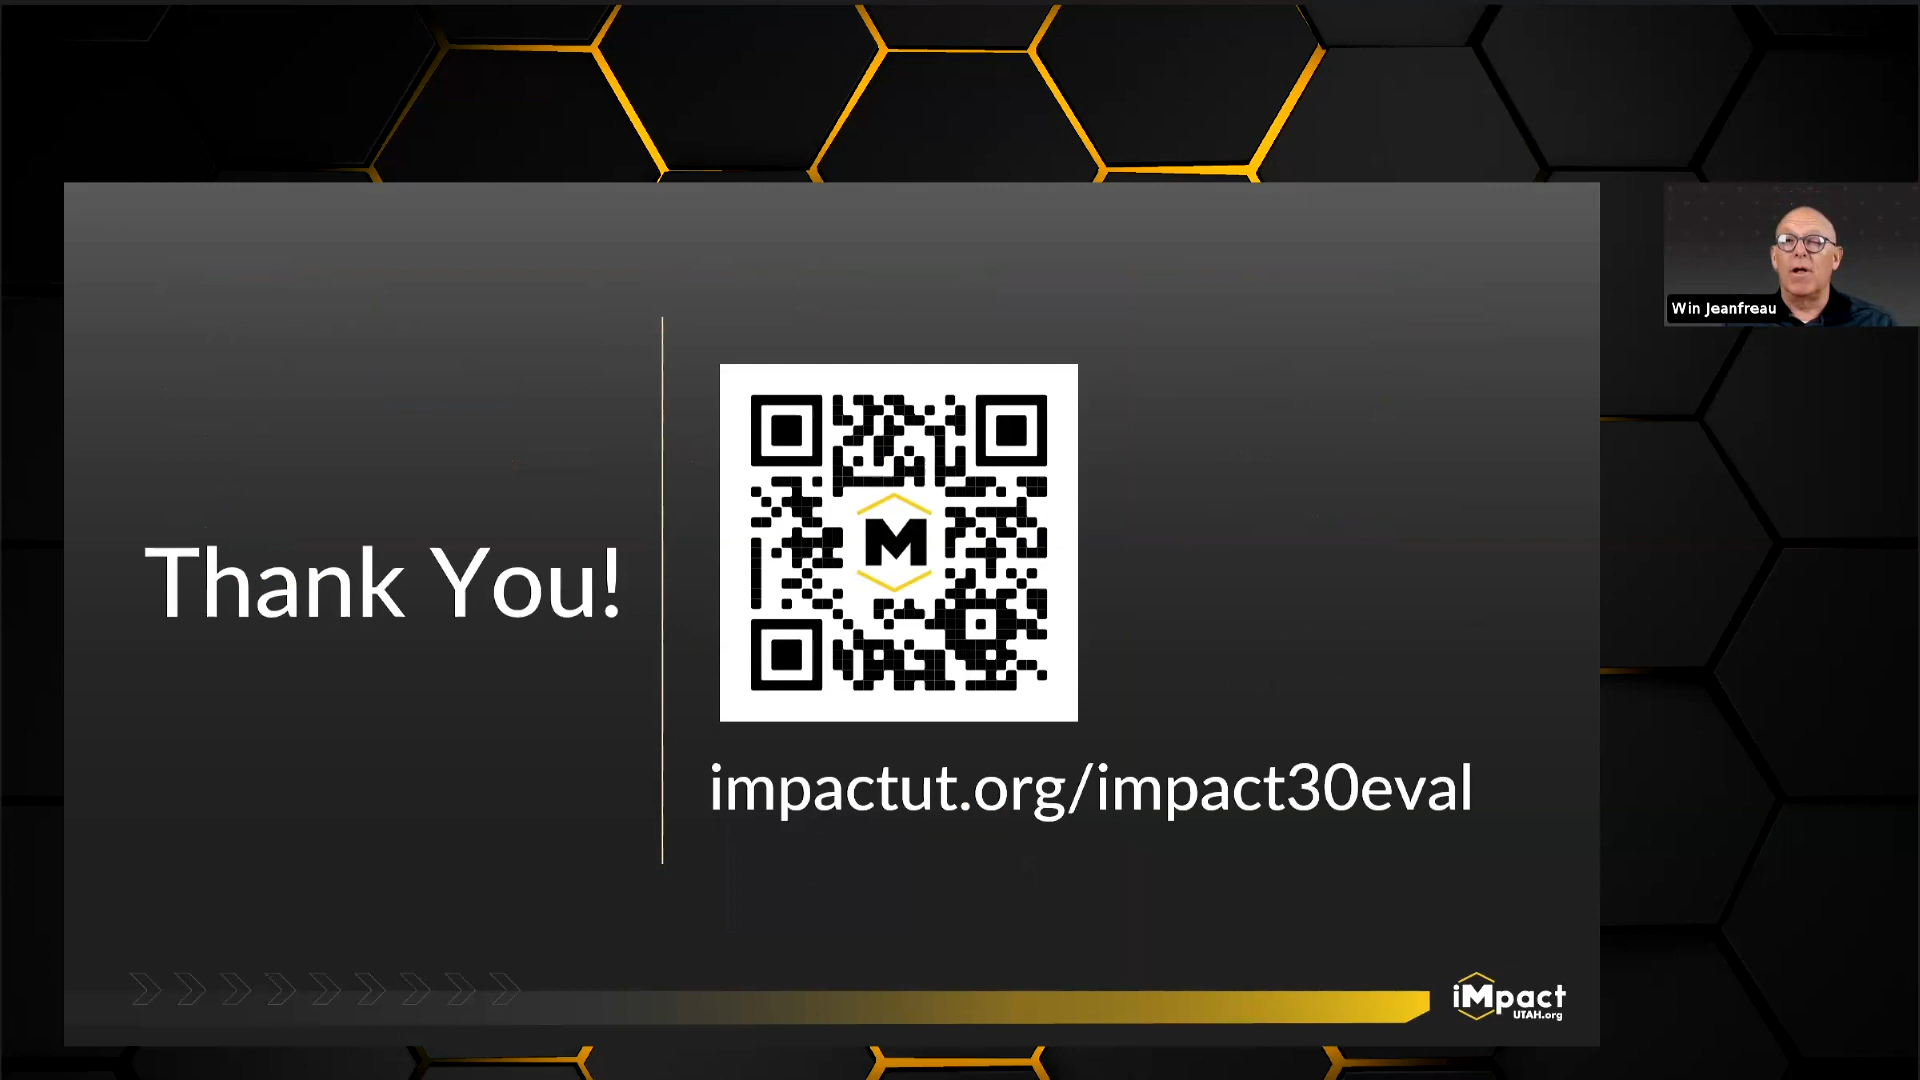 Win Jeanfreau
M
Thank You!
impactut.org/impact30eval
iMpact
UTAH.org